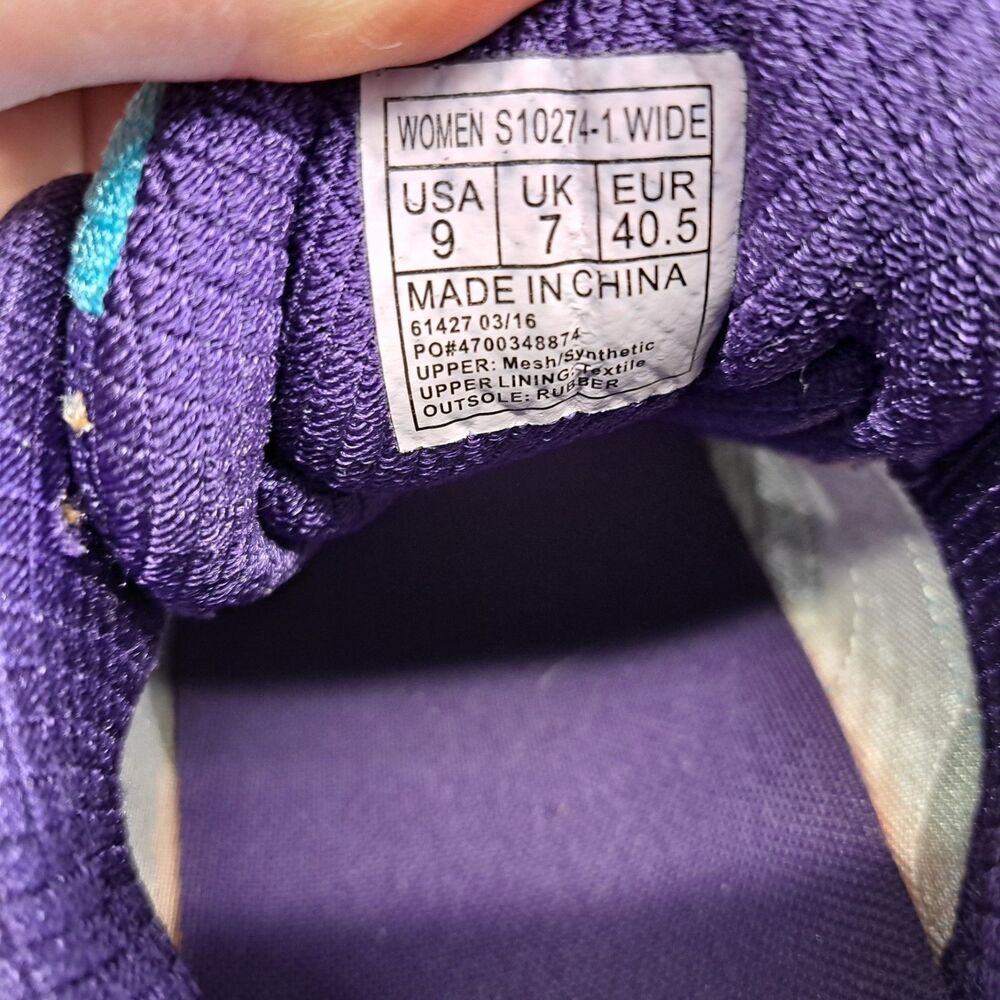 WOMEN S10274-1 WIDE
USA UK EUR
9 7 40.5
MADE IN CHINA
61427 03/16
PO#4700348874
UPPER: Mesh/Synthetic
UPPER LINING: Textile
OUTSOLE: RUBBER